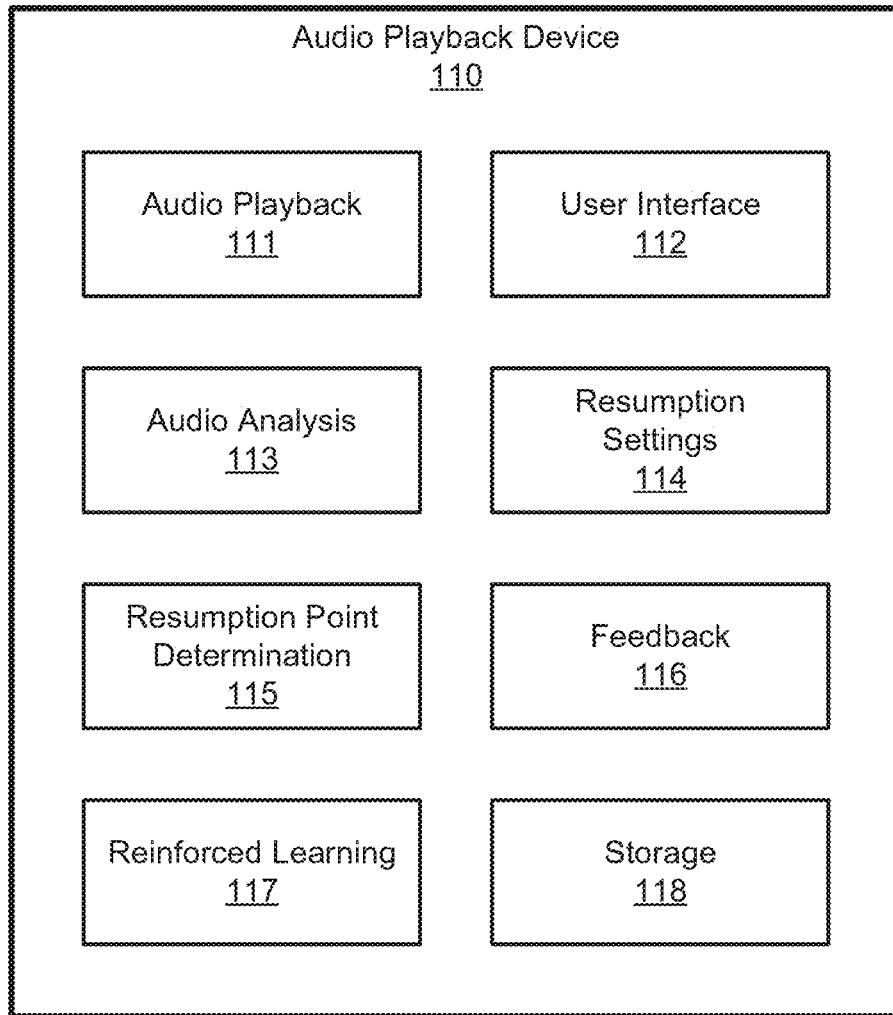 Audio Playback Device
110
Audio Playback
111
User Interface
112
Audio Analysis
113
Resumption
Settings
114
Resumption Point
Determination
115
Feedback
116
Reinforced Learning
117
Storage
118